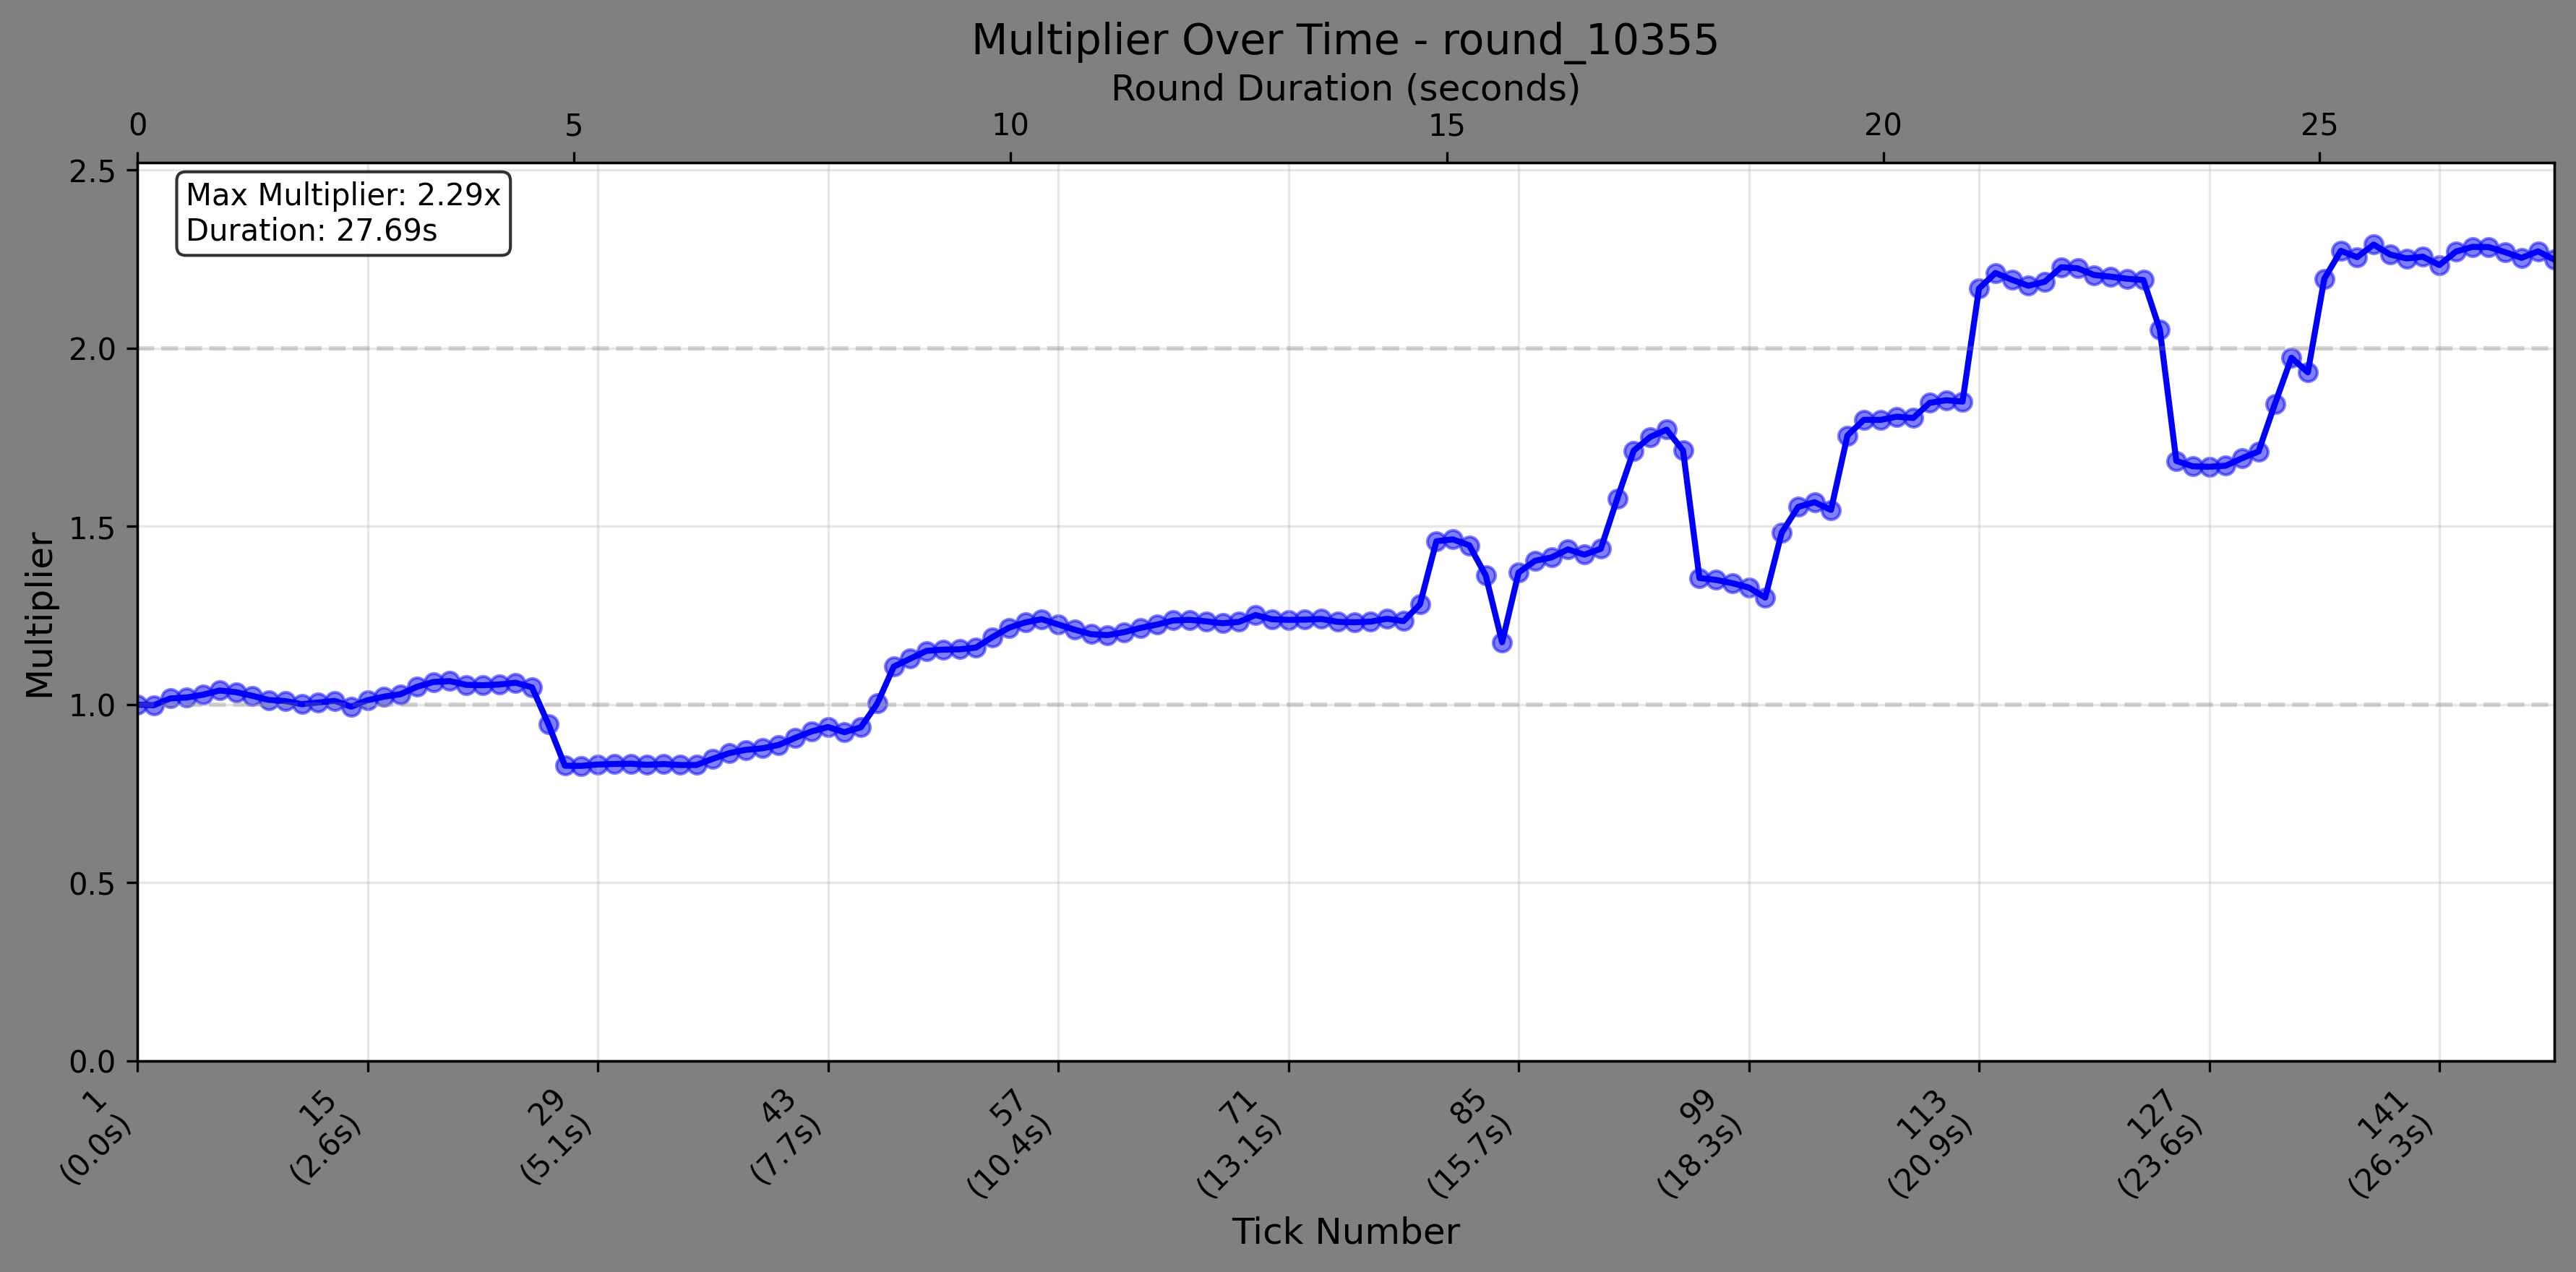 Multiplier Over Time - round_10355
Round Duration (seconds)
0 5 10 15 20 25
Max Multiplier: 2.29x
Duration: 27.69s
2.5
2.0
1.5
1.0
0.5
0.0
Multiplier
1
(0.0s)
15
(2.6s)
29
(5.1s)
43
(7.7s)
57
(10.4s)
71
(13.1s)
85
(15.7s)
99
(18.3s)
113
(20.9s)
127
(23.6s)
141
(26.3s)
Tick Number